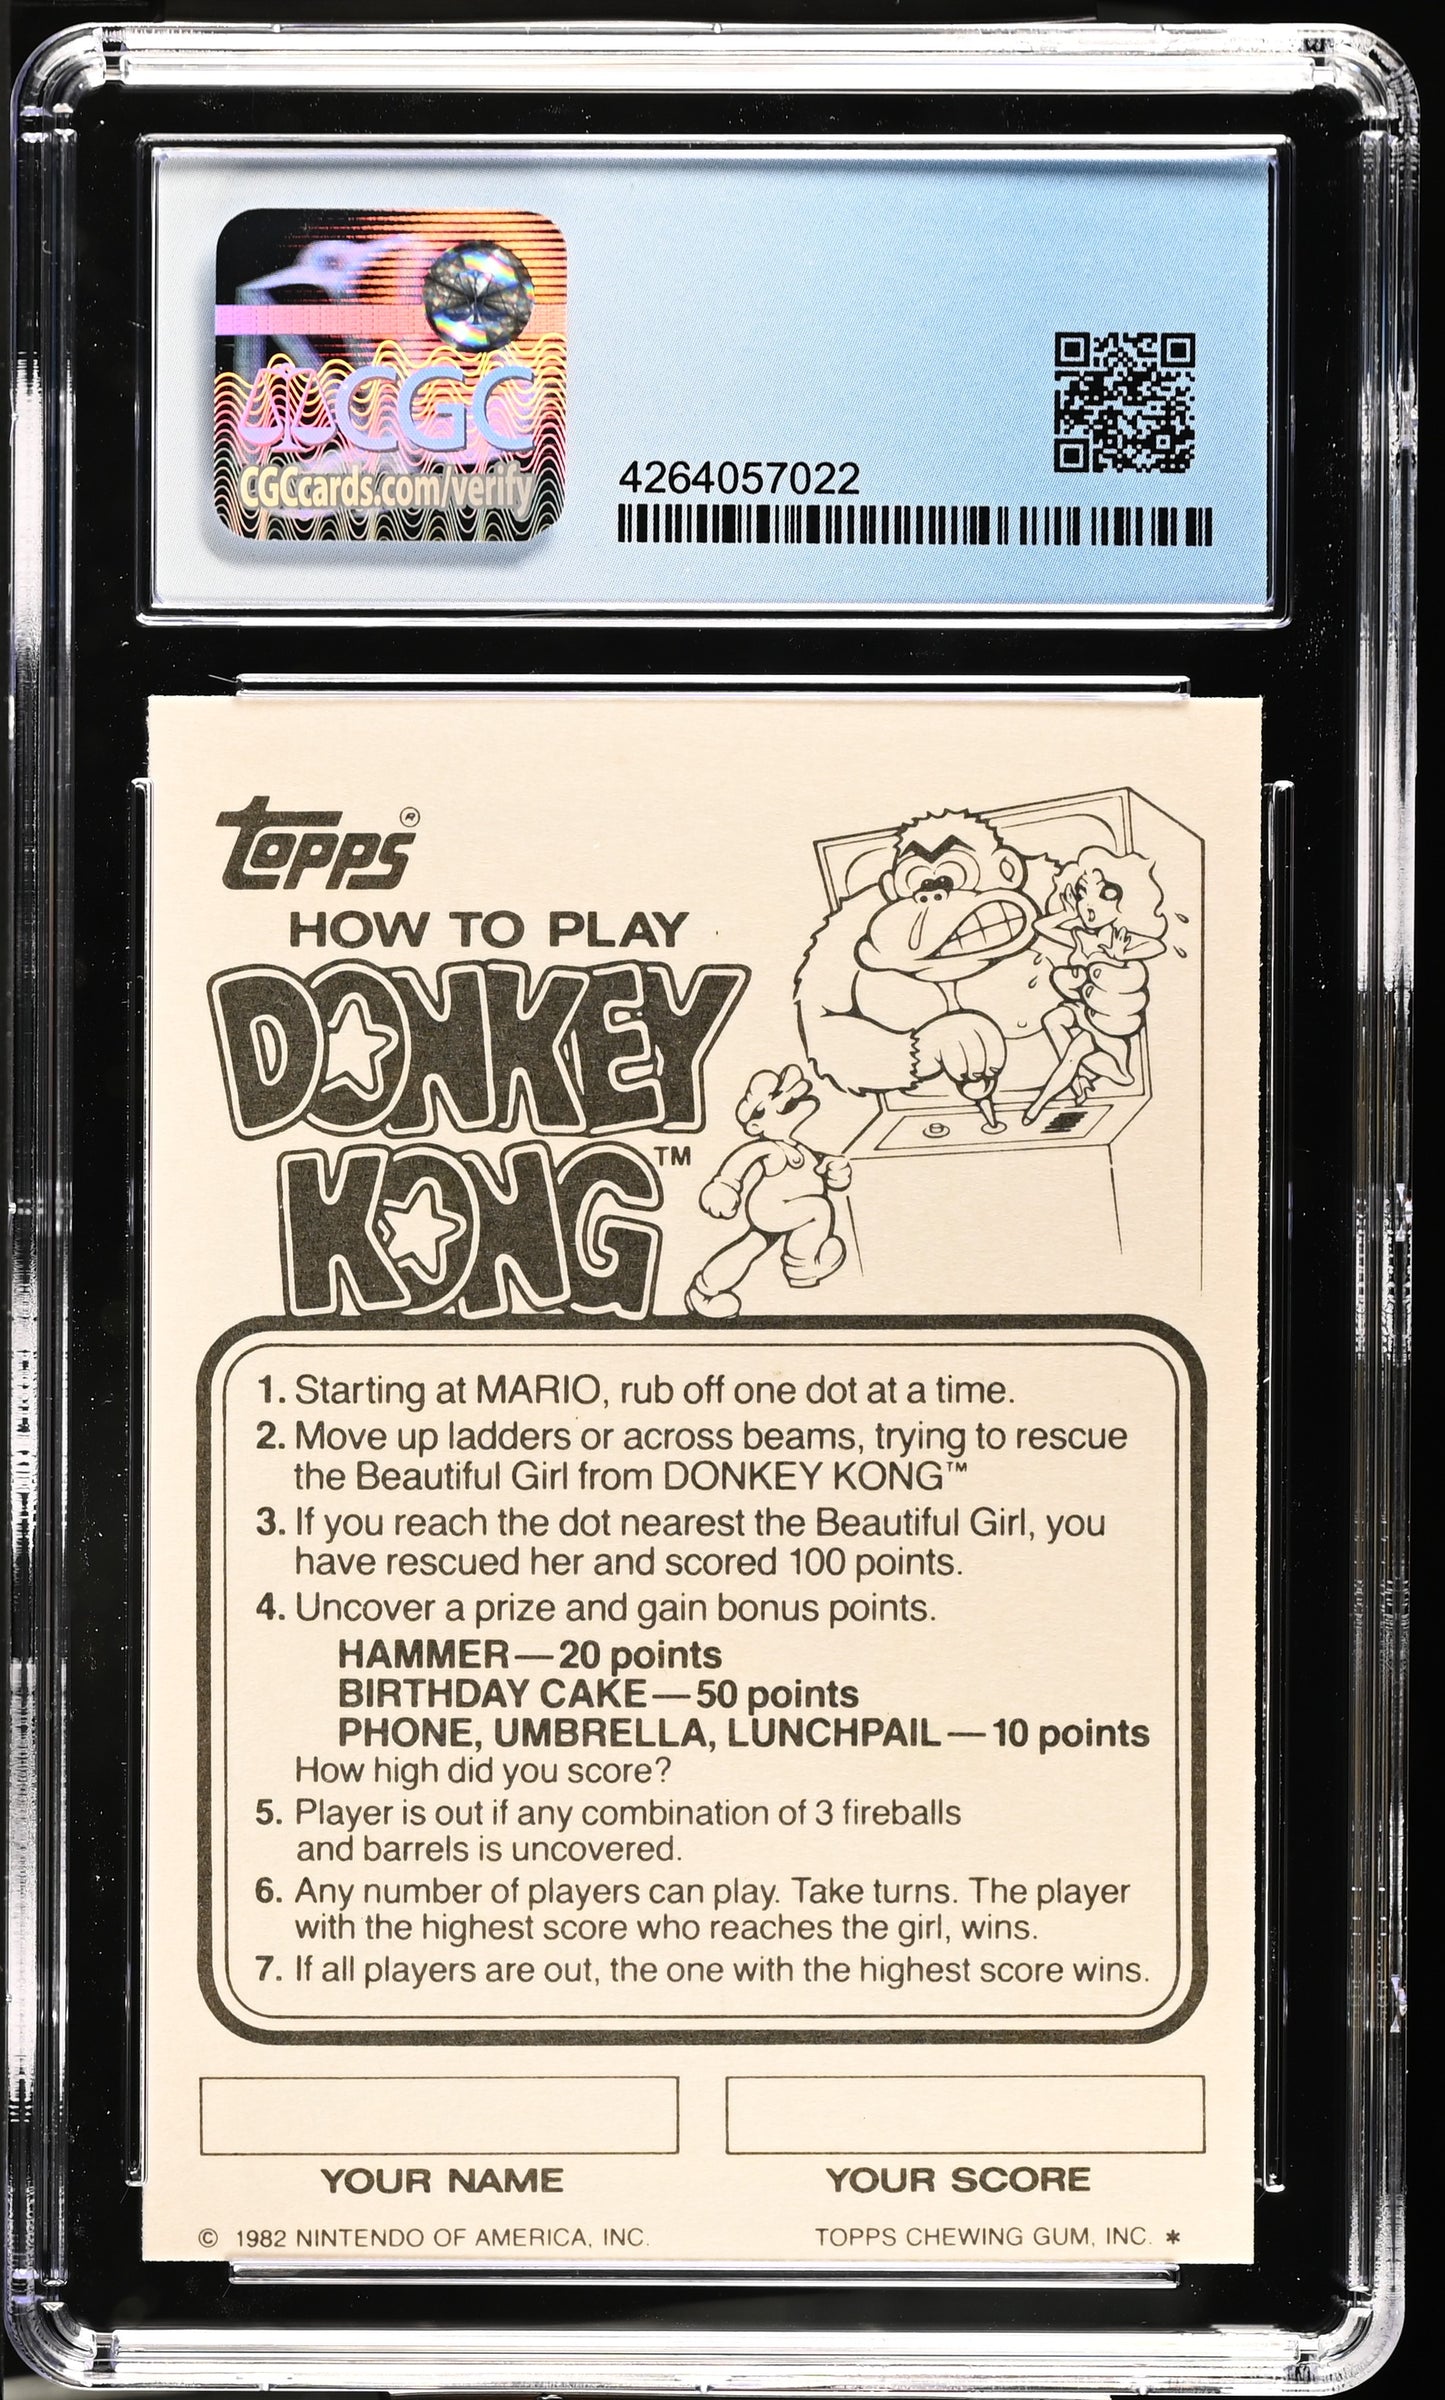 CGC
CGCcards.com/verify
4264057022
TOPPS®
HOW TO PLAY
DONKEY
KONG™
1. Starting at MARIO, rub off one dot at a time.
2. Move up ladders or across beams, trying to rescue
the Beautiful Girl from DONKEY KONG™
3. If you reach the dot nearest the Beautiful Girl, you
have rescued her and scored 100 points.
4. Uncover a prize and gain bonus points.
HAMMER—20 points
BIRTHDAY CAKE—50 points
PHONE, UMBRELLA, LUNCHPAIL—10 points
How high did you score?
5. Player is out if any combination of 3 fireballs
and barrels is uncovered.
6. Any number of players can play. Take turns. The player
with the highest score who reaches the girl, wins.
7. If all players are out, the one with the highest score wins.
YOUR NAME YOUR SCORE
© 1982 NINTENDO OF AMERICA, INC. TOPPS CHEWING GUM, INC. *